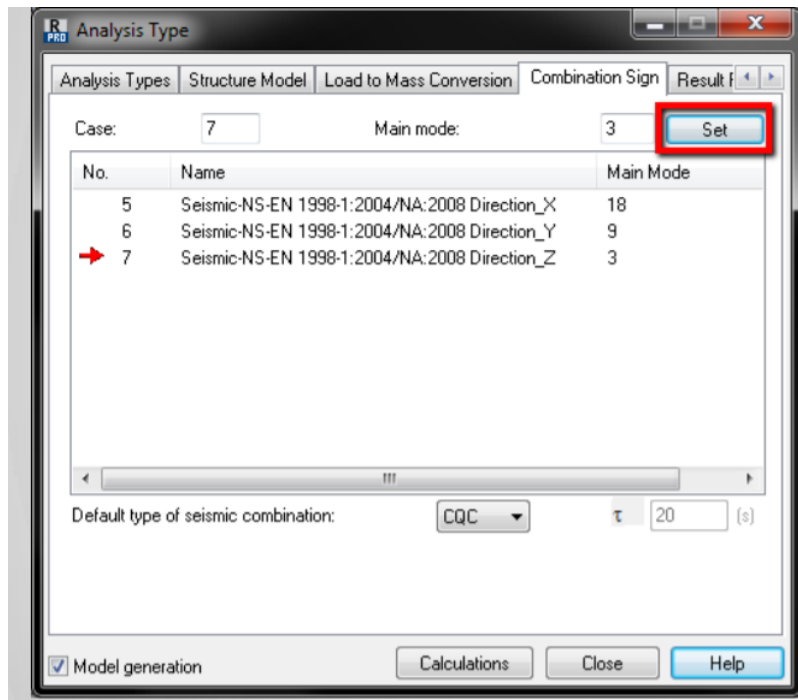 R PRO Analysis Type
Analysis Types Structure Model Load to Mass Conversion Combination Sign Result F
Case: 7 Main mode: 3 Set
No. Name Main Mode
5 Seismic-NS-EN 1998-1:2004/NA:2008 Direction_X 18
6 Seismic-NS-EN 1998-1:2004/NA:2008 Direction_Y 9
7 Seismic-NS-EN 1998-1:2004/NA:2008 Direction_Z 3
Default type of seismic combination: CQC τ 20 (s)
Model generation Calculations Close Help